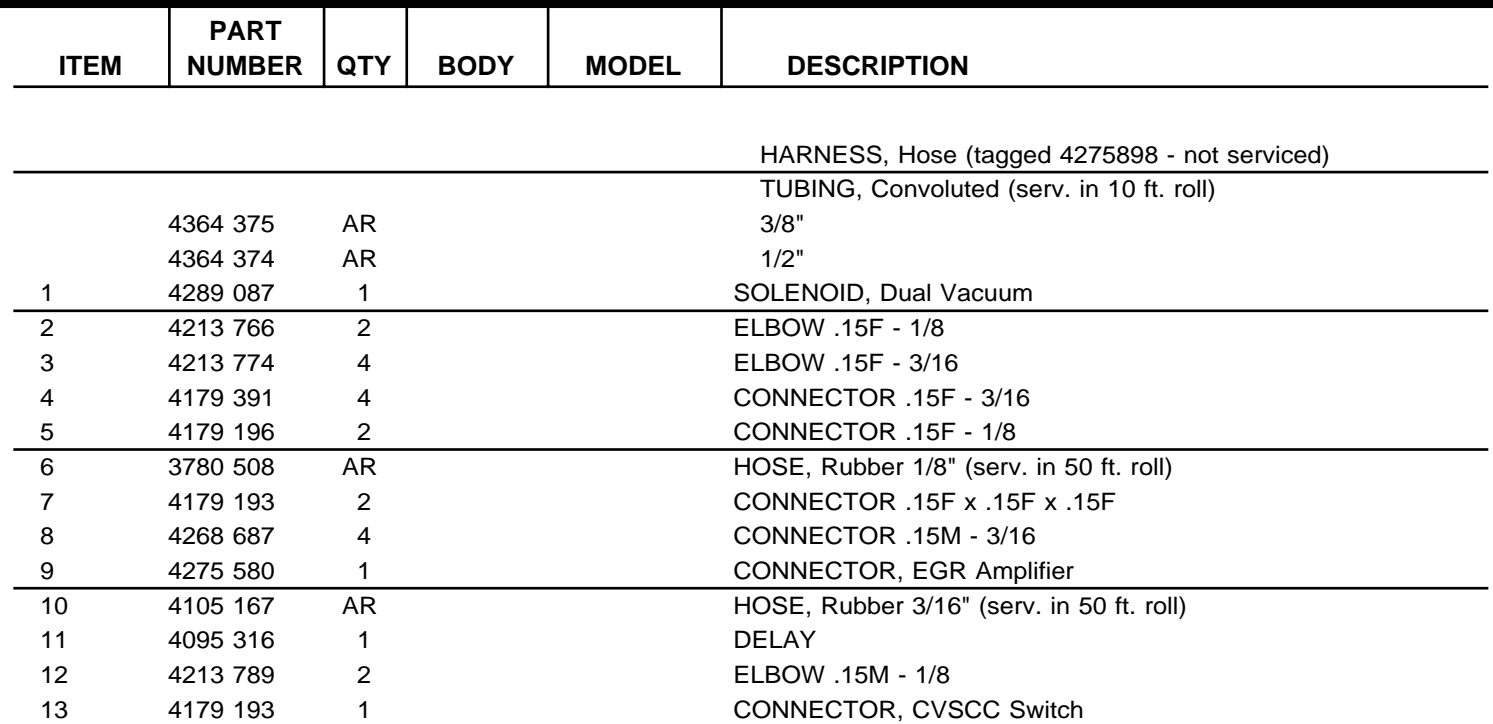 PART
ITEM NUMBER QTY BODY MODEL DESCRIPTION
HARNESS, Hose (tagged 4275898 - not serviced)
TUBING, Convoluted (serv. in 10 ft. roll)
4364 375 AR 3/8"
4364 374 AR 1/2"
1 4289 087 1 SOLENOID, Dual Vacuum
2 4213 766 2 ELBOW .15F - 1/8
3 4213 774 4 ELBOW .15F - 3/16
4 4179 391 4 CONNECTOR .15F - 3/16
5 4179 196 2 CONNECTOR .15F - 1/8
6 3780 508 AR HOSE, Rubber 1/8" (serv. in 50 ft. roll)
7 4179 193 2 CONNECTOR .15F x .15F x .15F
8 4268 687 4 CONNECTOR .15M - 3/16
9 4275 580 1 CONNECTOR, EGR Amplifier
10 4105 167 AR HOSE, Rubber 3/16" (serv. in 50 ft. roll)
11 4095 316 1 DELAY
12 4213 789 2 ELBOW .15M - 1/8
13 4179 193 1 CONNECTOR, CVSCC Switch